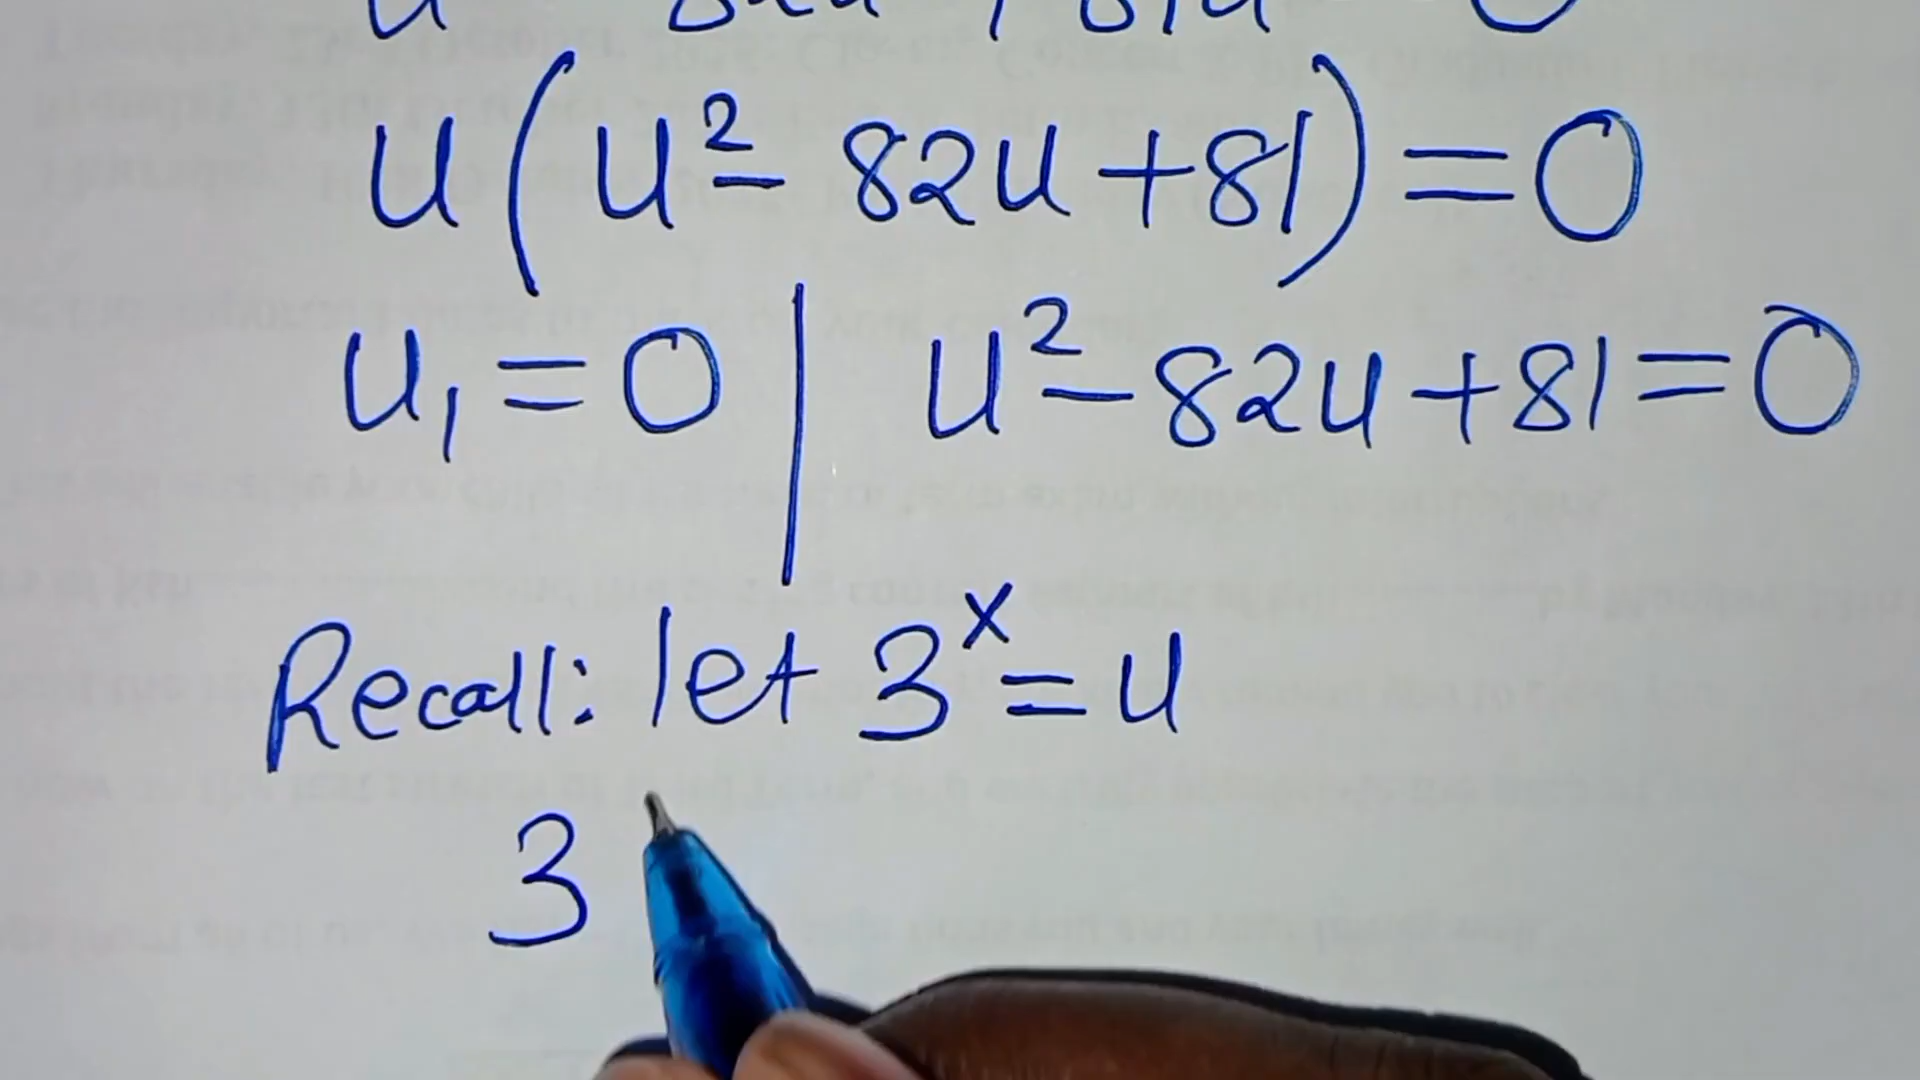 u(u² - 82u + 81) = 0
u₁ = 0 | u² - 82u + 81 = 0
Recall: let 3ˣ = u
3